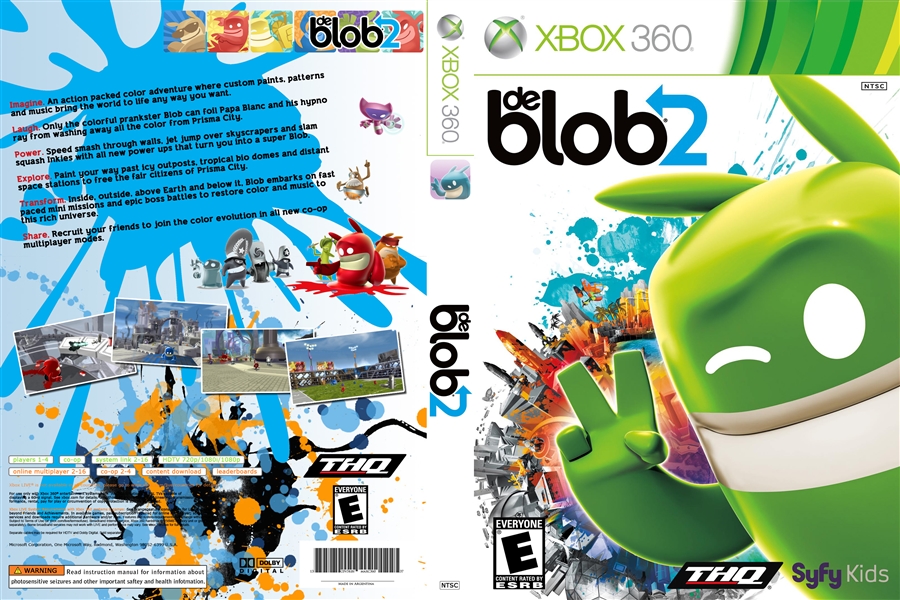 de blob 2
Imagine. An action packed color adventure where custom paints, patterns
and music bring the world to life any way you want.
Laugh. Only the colorful prankster Blob can foil Papa Blanc and his hypno
ray from washing away all the color from Prisma City.
Power. Speed smash through walls, jet jump over skyscrapers and slam
squash Inkies with all new power ups that turn you into a super Blob.
Explore. Paint your way past icy outposts, tropical bio domes and distant
space stations to free the fair citizens of Prisma City.
Transform. Inside, outside, above Earth and below it, Blob embarks on fast
paced mini missions and epic boss battles to restore color and music to
this rich universe.
Share. Recruit your friends to join the color evolution in all new co-op
multiplayer modes.
players 1-4 co-op system link 2-16 HDTV 720p/1080i/1080p
online multiplayer 2-16 co-op 2-4 content download leaderboards
THQ
EVERYONE
E
CONTENT RATED BY
ESRB
WARNING Read instruction manual for information about
photosensitive seizures and other important saftey and health infotmation.
DOLBY
DIGITAL
MADE IN ARGENTINA
XBOX 360
de blob 2
NTSC
XBOX 360
NTSC
de blob 2
EVERYONE
E
CONTENT RATED BY
ESRB
THQ
Syfy Kids